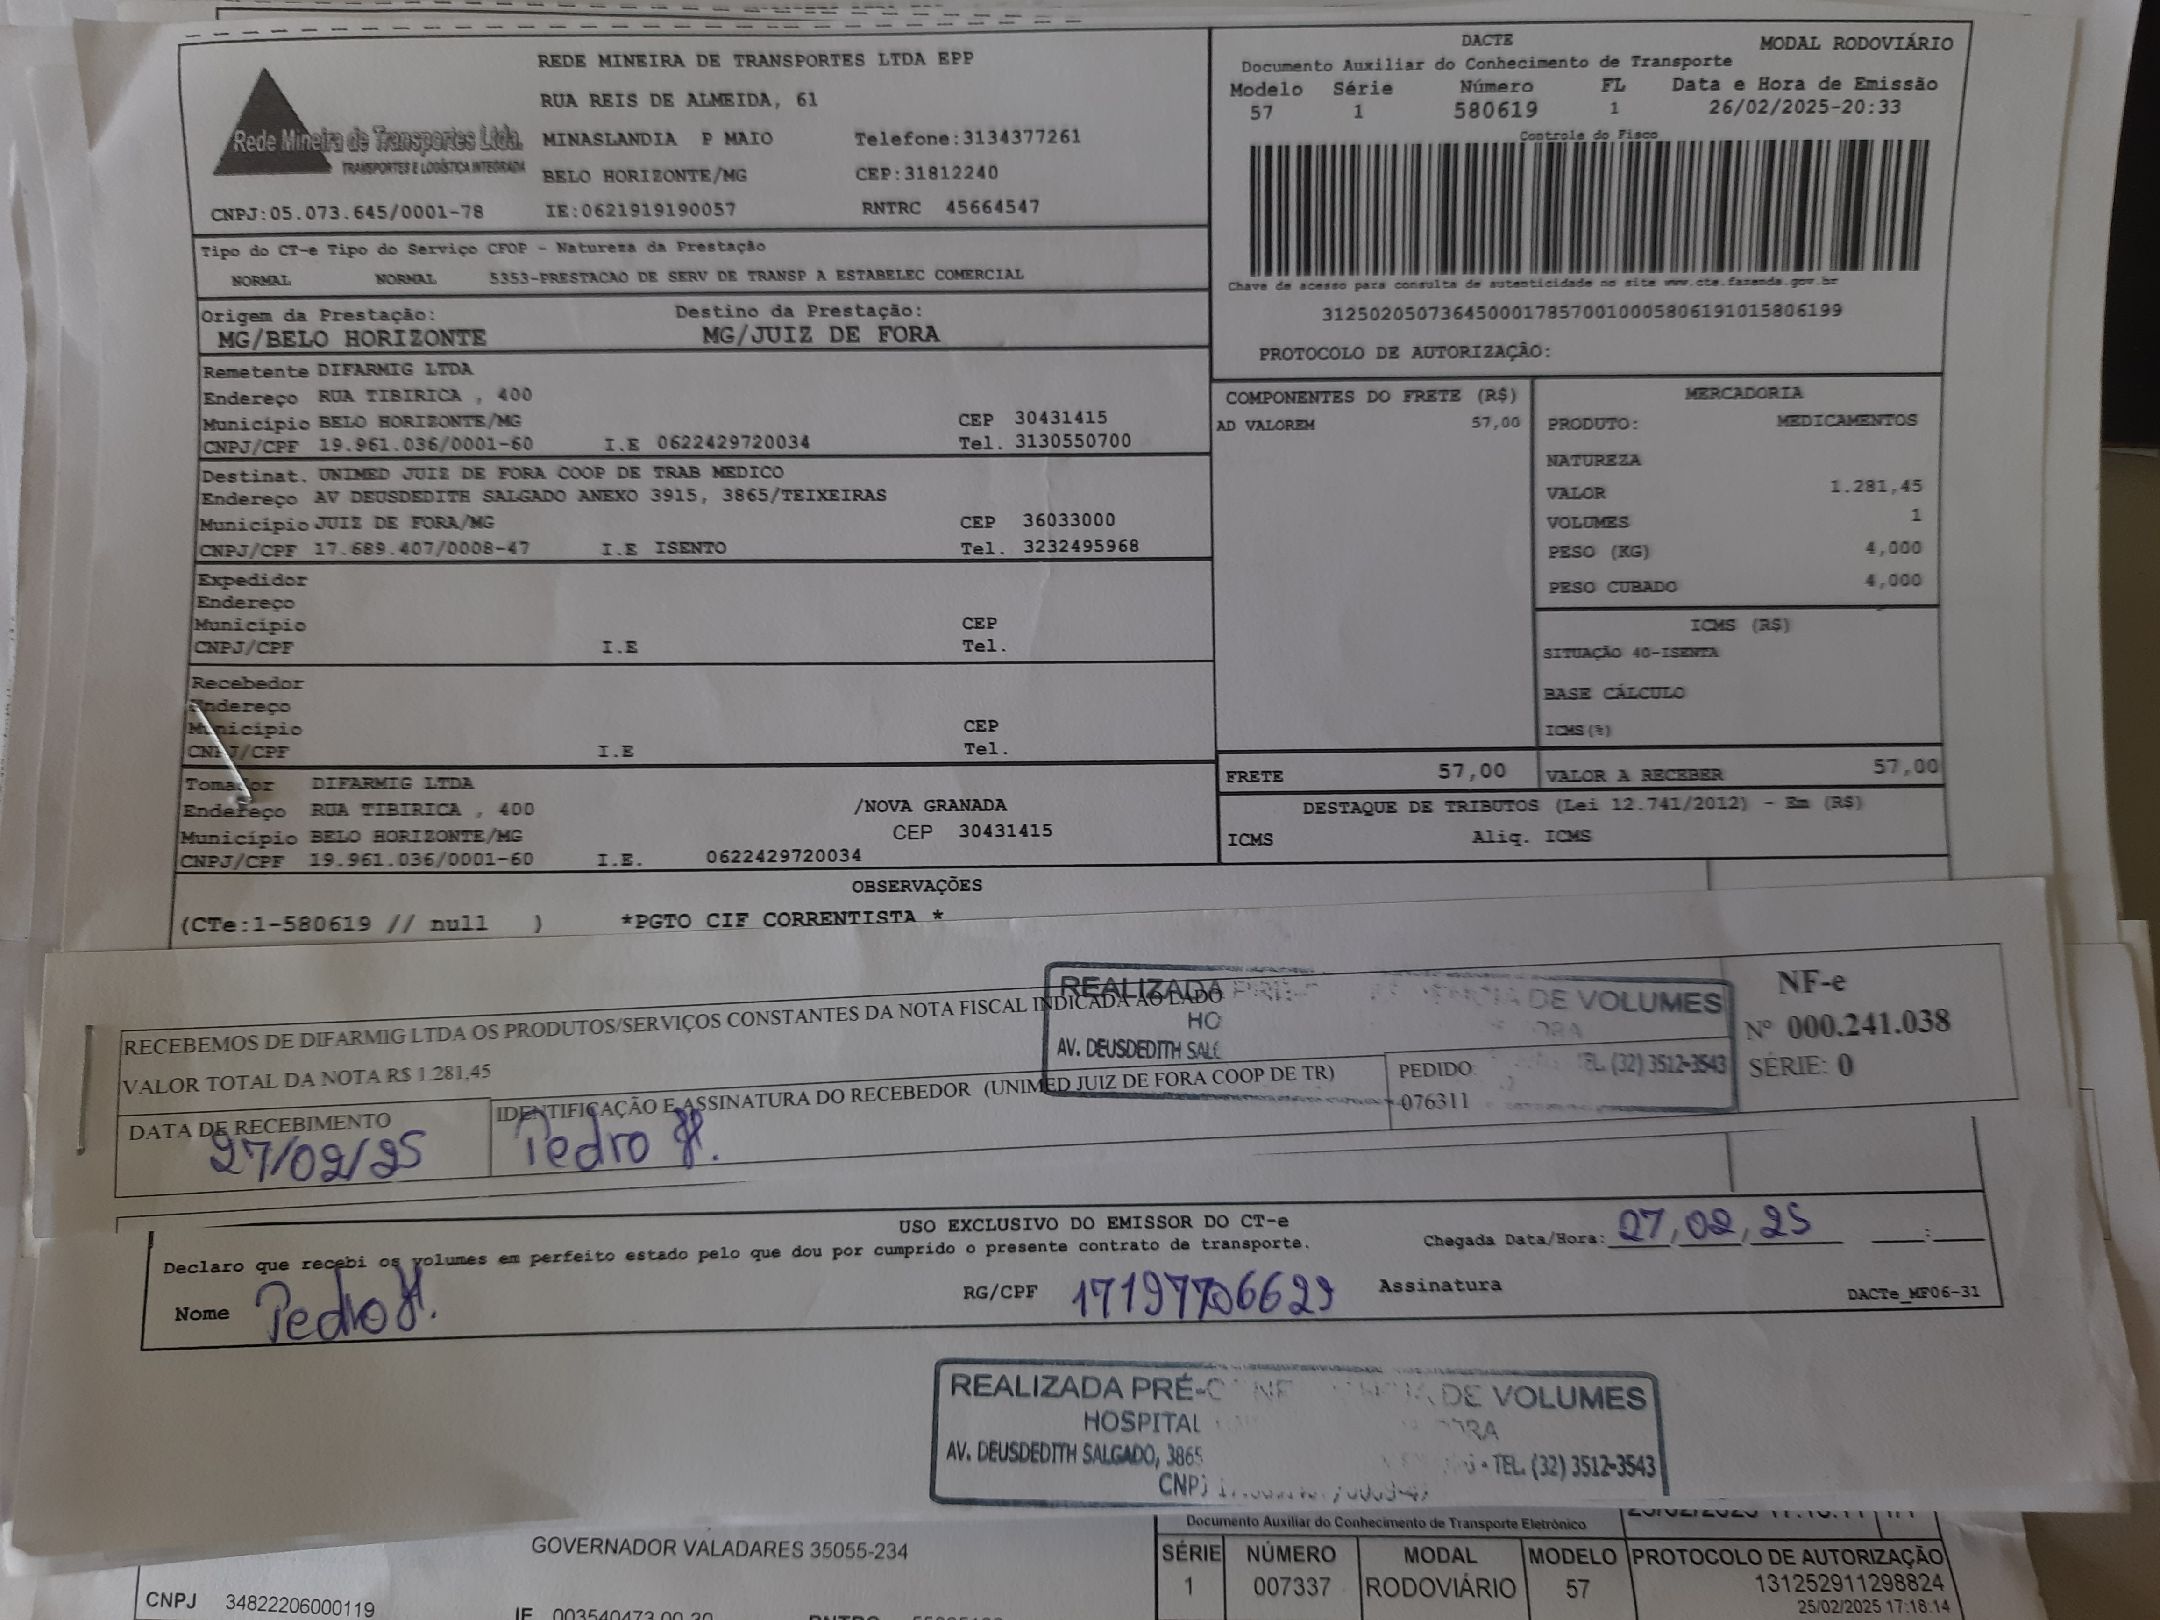 REDE MINEIRA DE TRANSPORTES LTDA EPP
RUA REIS DE ALMEIDA, 61
Rede Mineira de Transportes Ltda.
TRANSPORTES E LOGÍSTICA INTEGRADA
MINASLANDIA P MAIO Telefone:3134377261
BELO HORIZONTE/MG CEP:31812240
CNPJ:05.073.645/0001-78 IE:0621919190057 RNTRC 45664547
DACTE MODAL RODOVIÁRIO
Documento Auxiliar do Conhecimento de Transporte
Modelo Série Número FL Data e Hora de Emissão
57 1 580619 1 26/02/2025-20:33
Controle do Fisco
Chave de acesso para consulta de autenticidade no site www.cte.fazenda.gov.br
31250205073645000178570010005806191015806199
PROTOCOLO DE AUTORIZAÇÃO:
Tipo do CT-e Tipo do Serviço CFOP - Natureza da Prestação
NORMAL NORMAL 5353-PRESTACAO DE SERV DE TRANSP A ESTABELEC COMERCIAL
Origem da Prestação: Destino da Prestação:
MG/BELO HORIZONTE MG/JUIZ DE FORA
Remetente DIFARMIG LTDA
Endereço RUA TIBIRICA , 400
Município BELO HORIZONTE/MG CEP 30431415
CNPJ/CPF 19.961.036/0001-60 I.E 0622429720034 Tel. 3130550700
Destinat. UNIMED JUIZ DE FORA COOP DE TRAB MEDICO
Endereço AV DEUSDEDITH SALGADO ANEXO 3915, 3865/TEIXEIRAS
Município JUIZ DE FORA/MG CEP 36033000
CNPJ/CPF 17.689.407/0008-47 I.E ISENTO Tel. 3232495968
Expedidor
Endereço
Município CEP
CNPJ/CPF I.E Tel.
Recebedor
Endereço
Município CEP
CNPJ/CPF I.E Tel.
Tomador DIFARMIG LTDA
Endereço RUA TIBIRICA , 400 /NOVA GRANADA
Município BELO HORIZONTE/MG CEP 30431415
CNPJ/CPF 19.961.036/0001-60 I.E. 0622429720034
COMPONENTES DO FRETE (R$)
AD VALOREM 57,00
MERCADORIA
PRODUTO: MEDICAMENTOS
NATUREZA
VALOR 1.281,45
VOLUMES 1
PESO (KG) 4,000
PESO CUBADO 4,000
ICMS (R$)
SITUAÇÃO 40-ISENTA
BASE CÁLCULO
ICMS(%)
FRETE 57,00 VALOR A RECEBER 57,00
DESTAQUE DE TRIBUTOS (Lei 12.741/2012) - Em (R$)
ICMS Aliq. ICMS
OBSERVAÇÕES
(CTe:1-580619 // null ) *PGTO CIF CORRENTISTA *
RECEBEMOS DE DIFARMIG LTDA OS PRODUTOS/SERVIÇOS CONSTANTES DA NOTA FISCAL INDICADA AO LADO
VALOR TOTAL DA NOTA R$ 1.281,45
DATA DE RECEBIMENTO
27/02/25
IDENTIFICAÇÃO E ASSINATURA DO RECEBEDOR (UNIMED JUIZ DE FORA COOP DE TR)
Pedro H.
PEDIDO:
076311
REALIZADA DE VOLUMES
AV. DEUSDEDITH
TEL. (32) 3512-3543
NF-e
Nº 000.241.038
SÉRIE: 0
USO EXCLUSIVO DO EMISSOR DO CT-e
Declaro que recebi os volumes em perfeito estado pelo que dou por cumprido o presente contrato de transporte.
Chegada Data/Hora: 27,02,25 :
Nome Pedro H. RG/CPF 17197706629 Assinatura
DACTe_MF06-31
REALIZADA PRÉ- DE VOLUMES
HOSPITAL
AV. DEUSDEDITH SALGADO, 3865 - TEL. (32) 3512-3543
CNPJ
GOVERNADOR VALADARES 35055-234
CNPJ 34822206000119
Documento Auxiliar do Conhecimento de Transporte Eletrônico
SÉRIE NÚMERO MODAL MODELO PROTOCOLO DE AUTORIZAÇÃO
1 007337 RODOVIÁRIO 57 131252911298824
25/02/2025 17:18:14